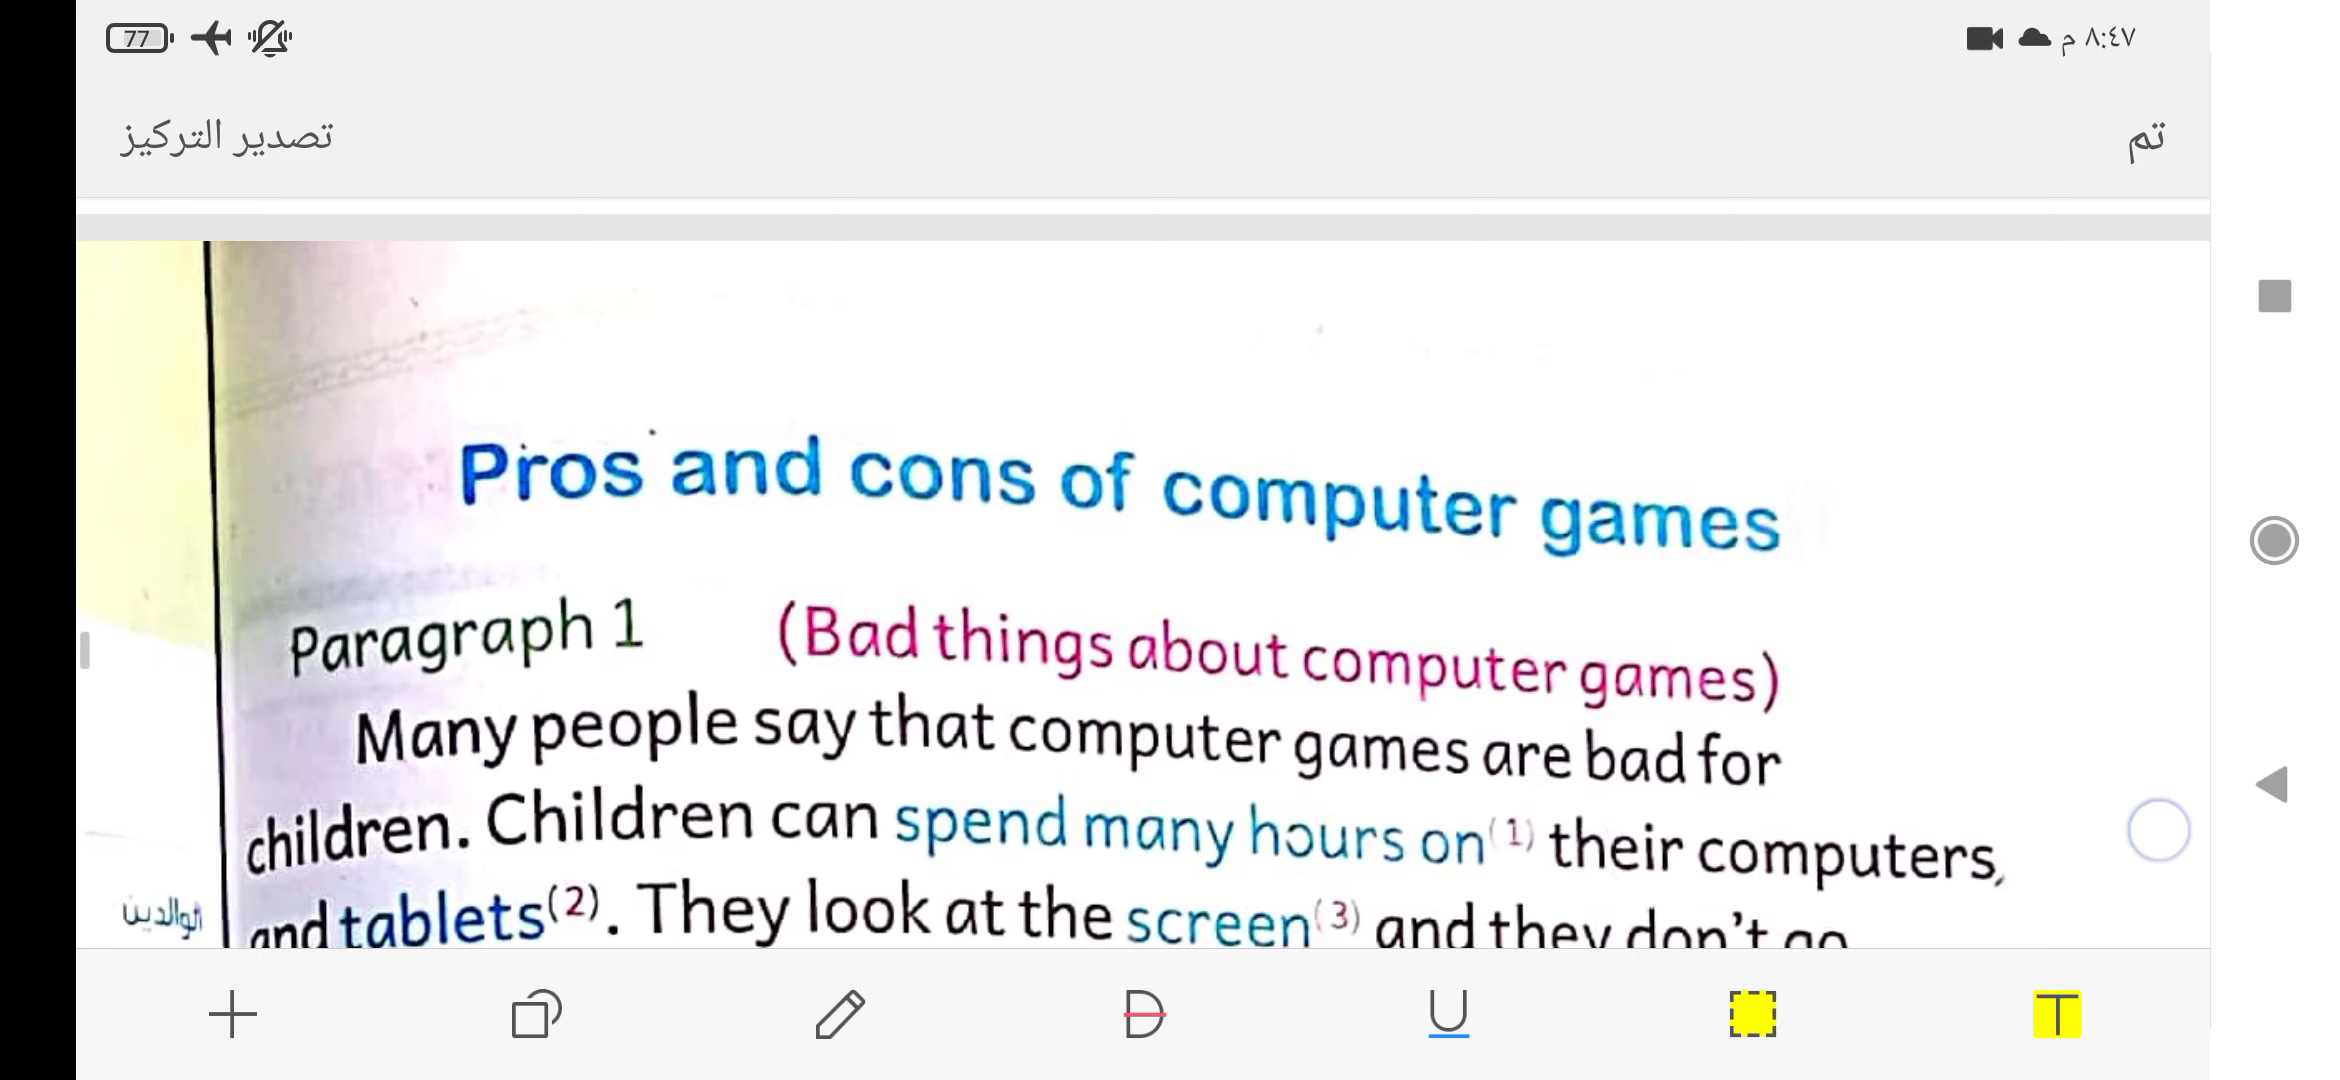 77
٨:٤٧ م
تصدير التركيز
تم
Pros and cons of computer games
Paragraph 1 (Bad things about computer games)
Many people say that computer games are bad for
children. Children can spend many hours on(1) their computers,
and tablets(2). They look at the screen(3) and they don't go
الوالدين